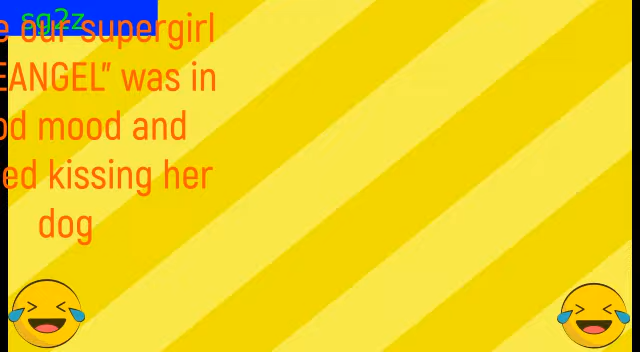 sg2z
e our supergirl
EANGEL” was in
od mood and
ed kissing her
dog